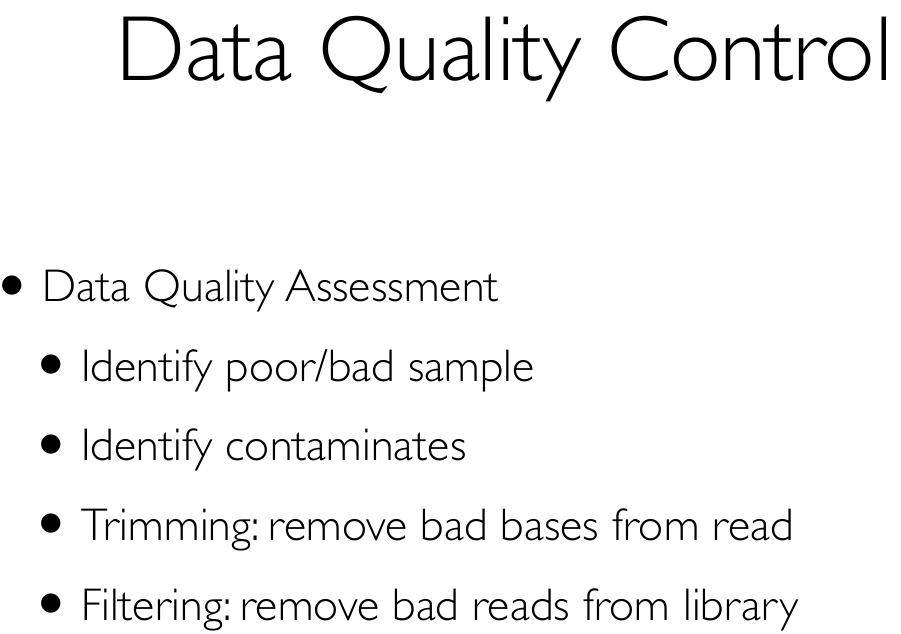 Data Quality Control
• Data Quality Assessment
• Identify poor/bad sample
• Identify contaminates
• Trimming: remove bad bases from read
• Filtering: remove bad reads from library